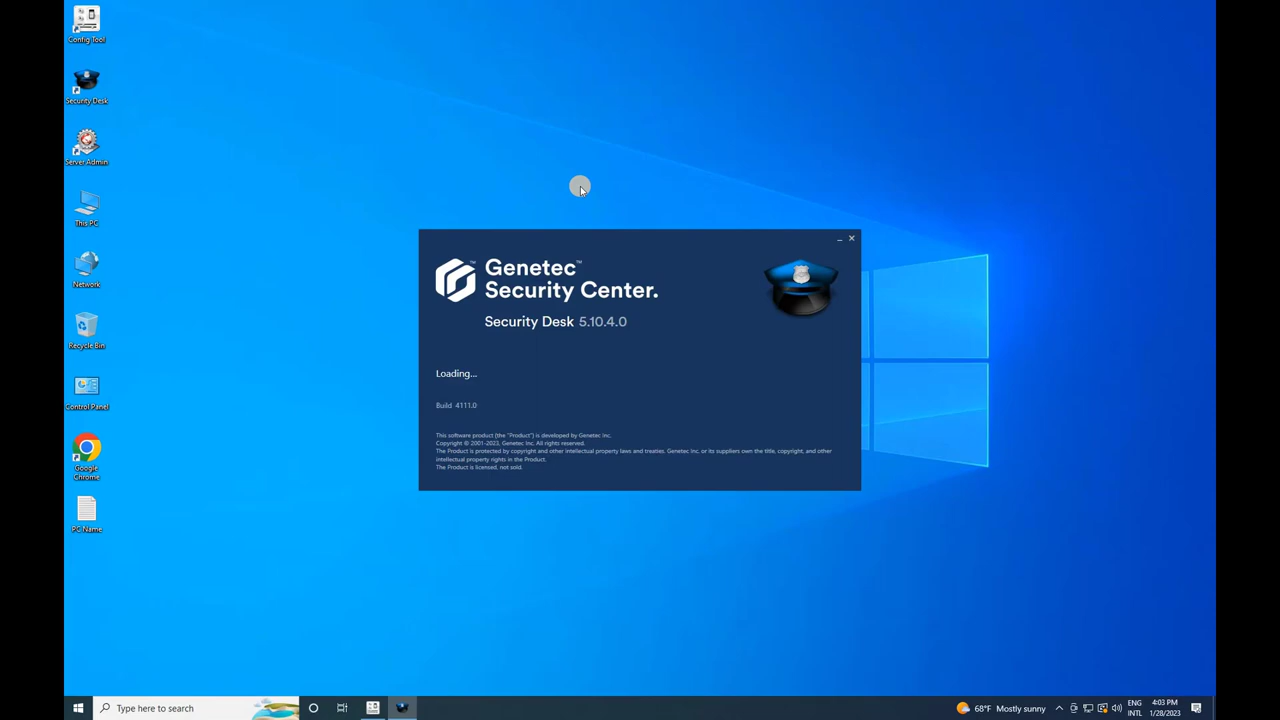 Config Tool
Security Desk
Server Admin
This PC
Network
Recycle Bin
Control Panel
Google
Chrome
PC Name
Genetec™
Security Center.
Security Desk 5.10.4.0
Loading...
Build 4111.0
This software product (the "Product") is developed by Genetec Inc.
Copyright © 2001-2023, Genetec Inc. All rights reserved.
The Product is protected by copyright and other intellectual property laws and treaties. Genetec Inc. or its suppliers own the title, copyright, and other
intellectual property rights in the Product.
The Product is licensed, not sold.
Type here to search
68°F Mostly sunny
ENG
INTL
4:03 PM
1/28/2023